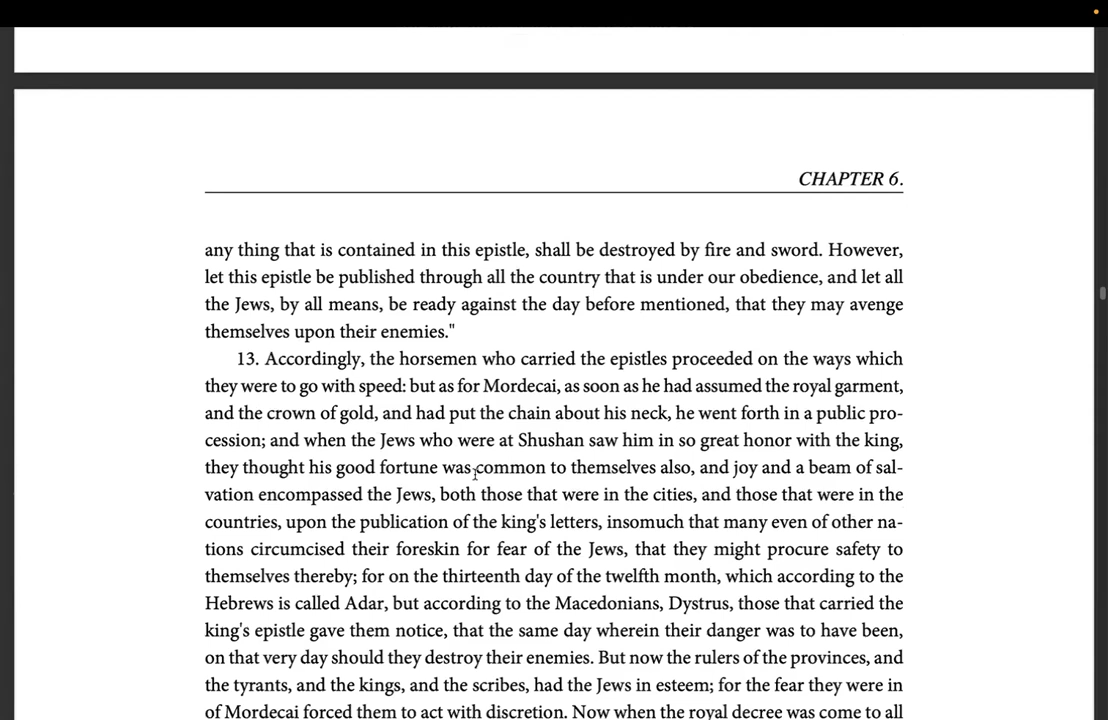 CHAPTER 6.
any thing that is contained in this epistle, shall be destroyed by fire and sword. However,
let this epistle be published through all the country that is under our obedience, and let all
the Jews, by all means, be ready against the day before mentioned, that they may avenge
themselves upon their enemies."
13. Accordingly, the horsemen who carried the epistles proceeded on the ways which
they were to go with speed: but as for Mordecai, as soon as he had assumed the royal garment,
and the crown of gold, and had put the chain about his neck, he went forth in a public pro-
cession; and when the Jews who were at Shushan saw him in so great honor with the king,
they thought his good fortune was common to themselves also, and joy and a beam of sal-
vation encompassed the Jews, both those that were in the cities, and those that were in the
countries, upon the publication of the king's letters, insomuch that many even of other na-
tions circumcised their foreskin for fear of the Jews, that they might procure safety to
themselves thereby; for on the thirteenth day of the twelfth month, which according to the
Hebrews is called Adar, but according to the Macedonians, Dystrus, those that carried the
king's epistle gave them notice, that the same day wherein their danger was to have been,
on that very day should they destroy their enemies. But now the rulers of the provinces, and
the tyrants, and the kings, and the scribes, had the Jews in esteem; for the fear they were in
of Mordecai forced them to act with discretion. Now when the royal decree was come to all